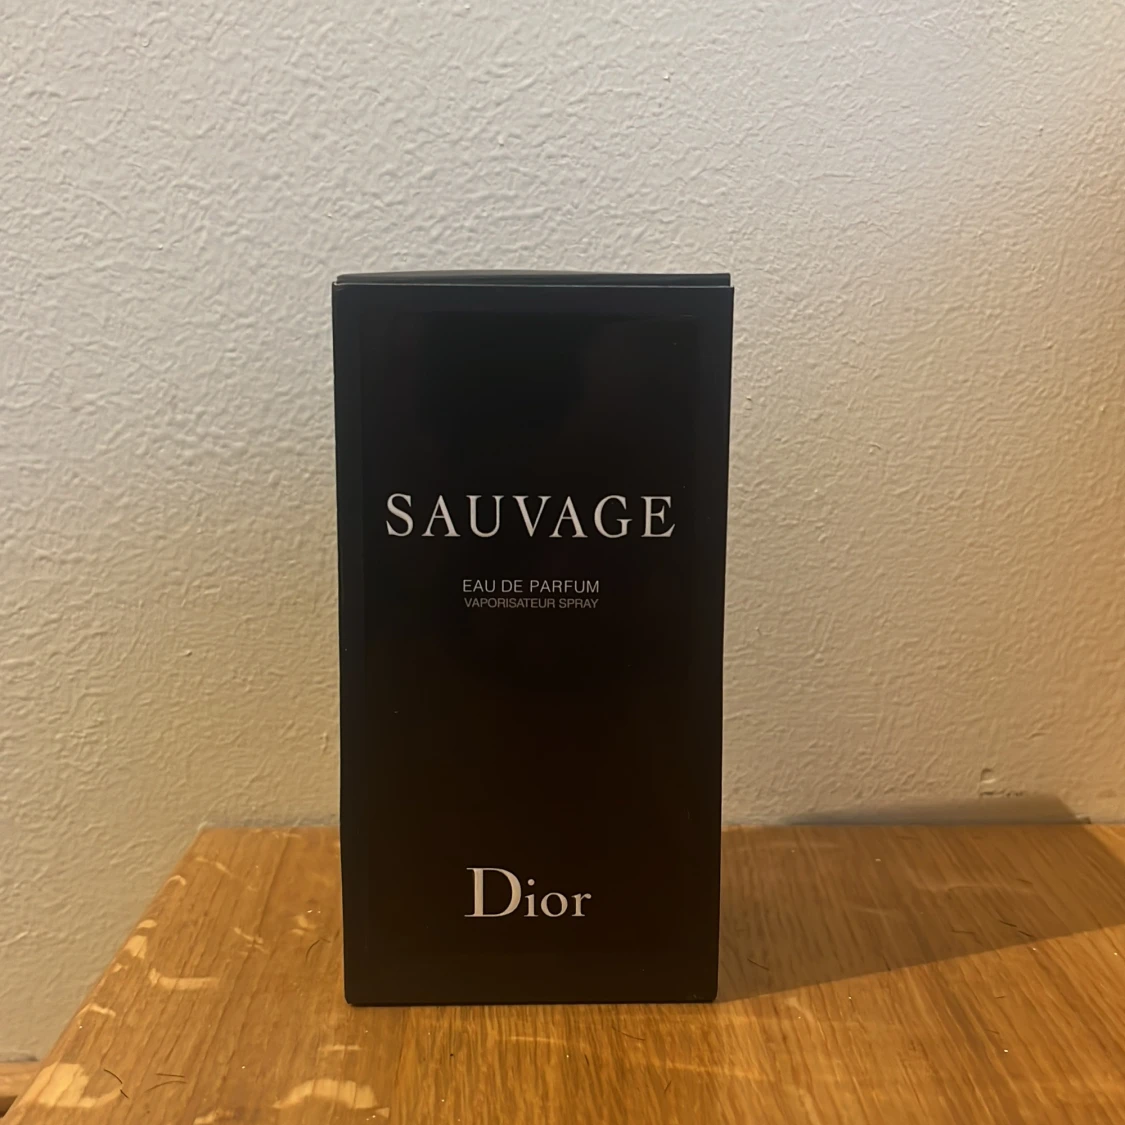 SAUVAGE
EAU DE PARFUM
VAPORISATEUR SPRAY
Dior